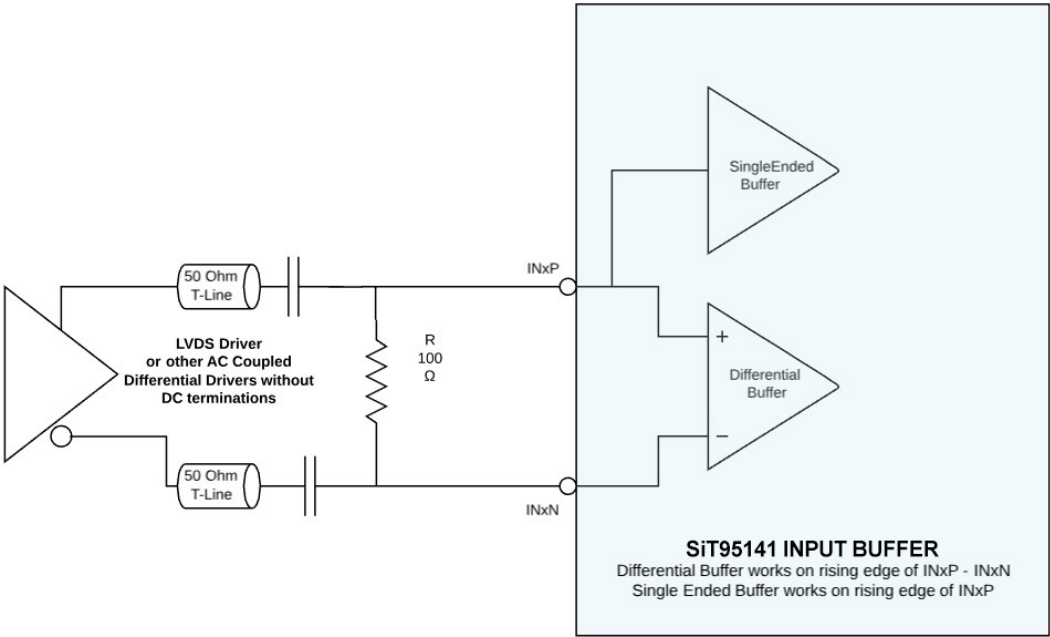 SingleEnded
Buffer
INxP
50 Ohm
T-Line
LVDS Driver
or other AC Coupled
Differential Drivers without
DC terminations
R
100
Ω
+
Differential
Buffer
−
50 Ohm
T-Line
INxN
SiT95141 INPUT BUFFER
Differential Buffer works on rising edge of INxP - INxN
Single Ended Buffer works on rising edge of INxP